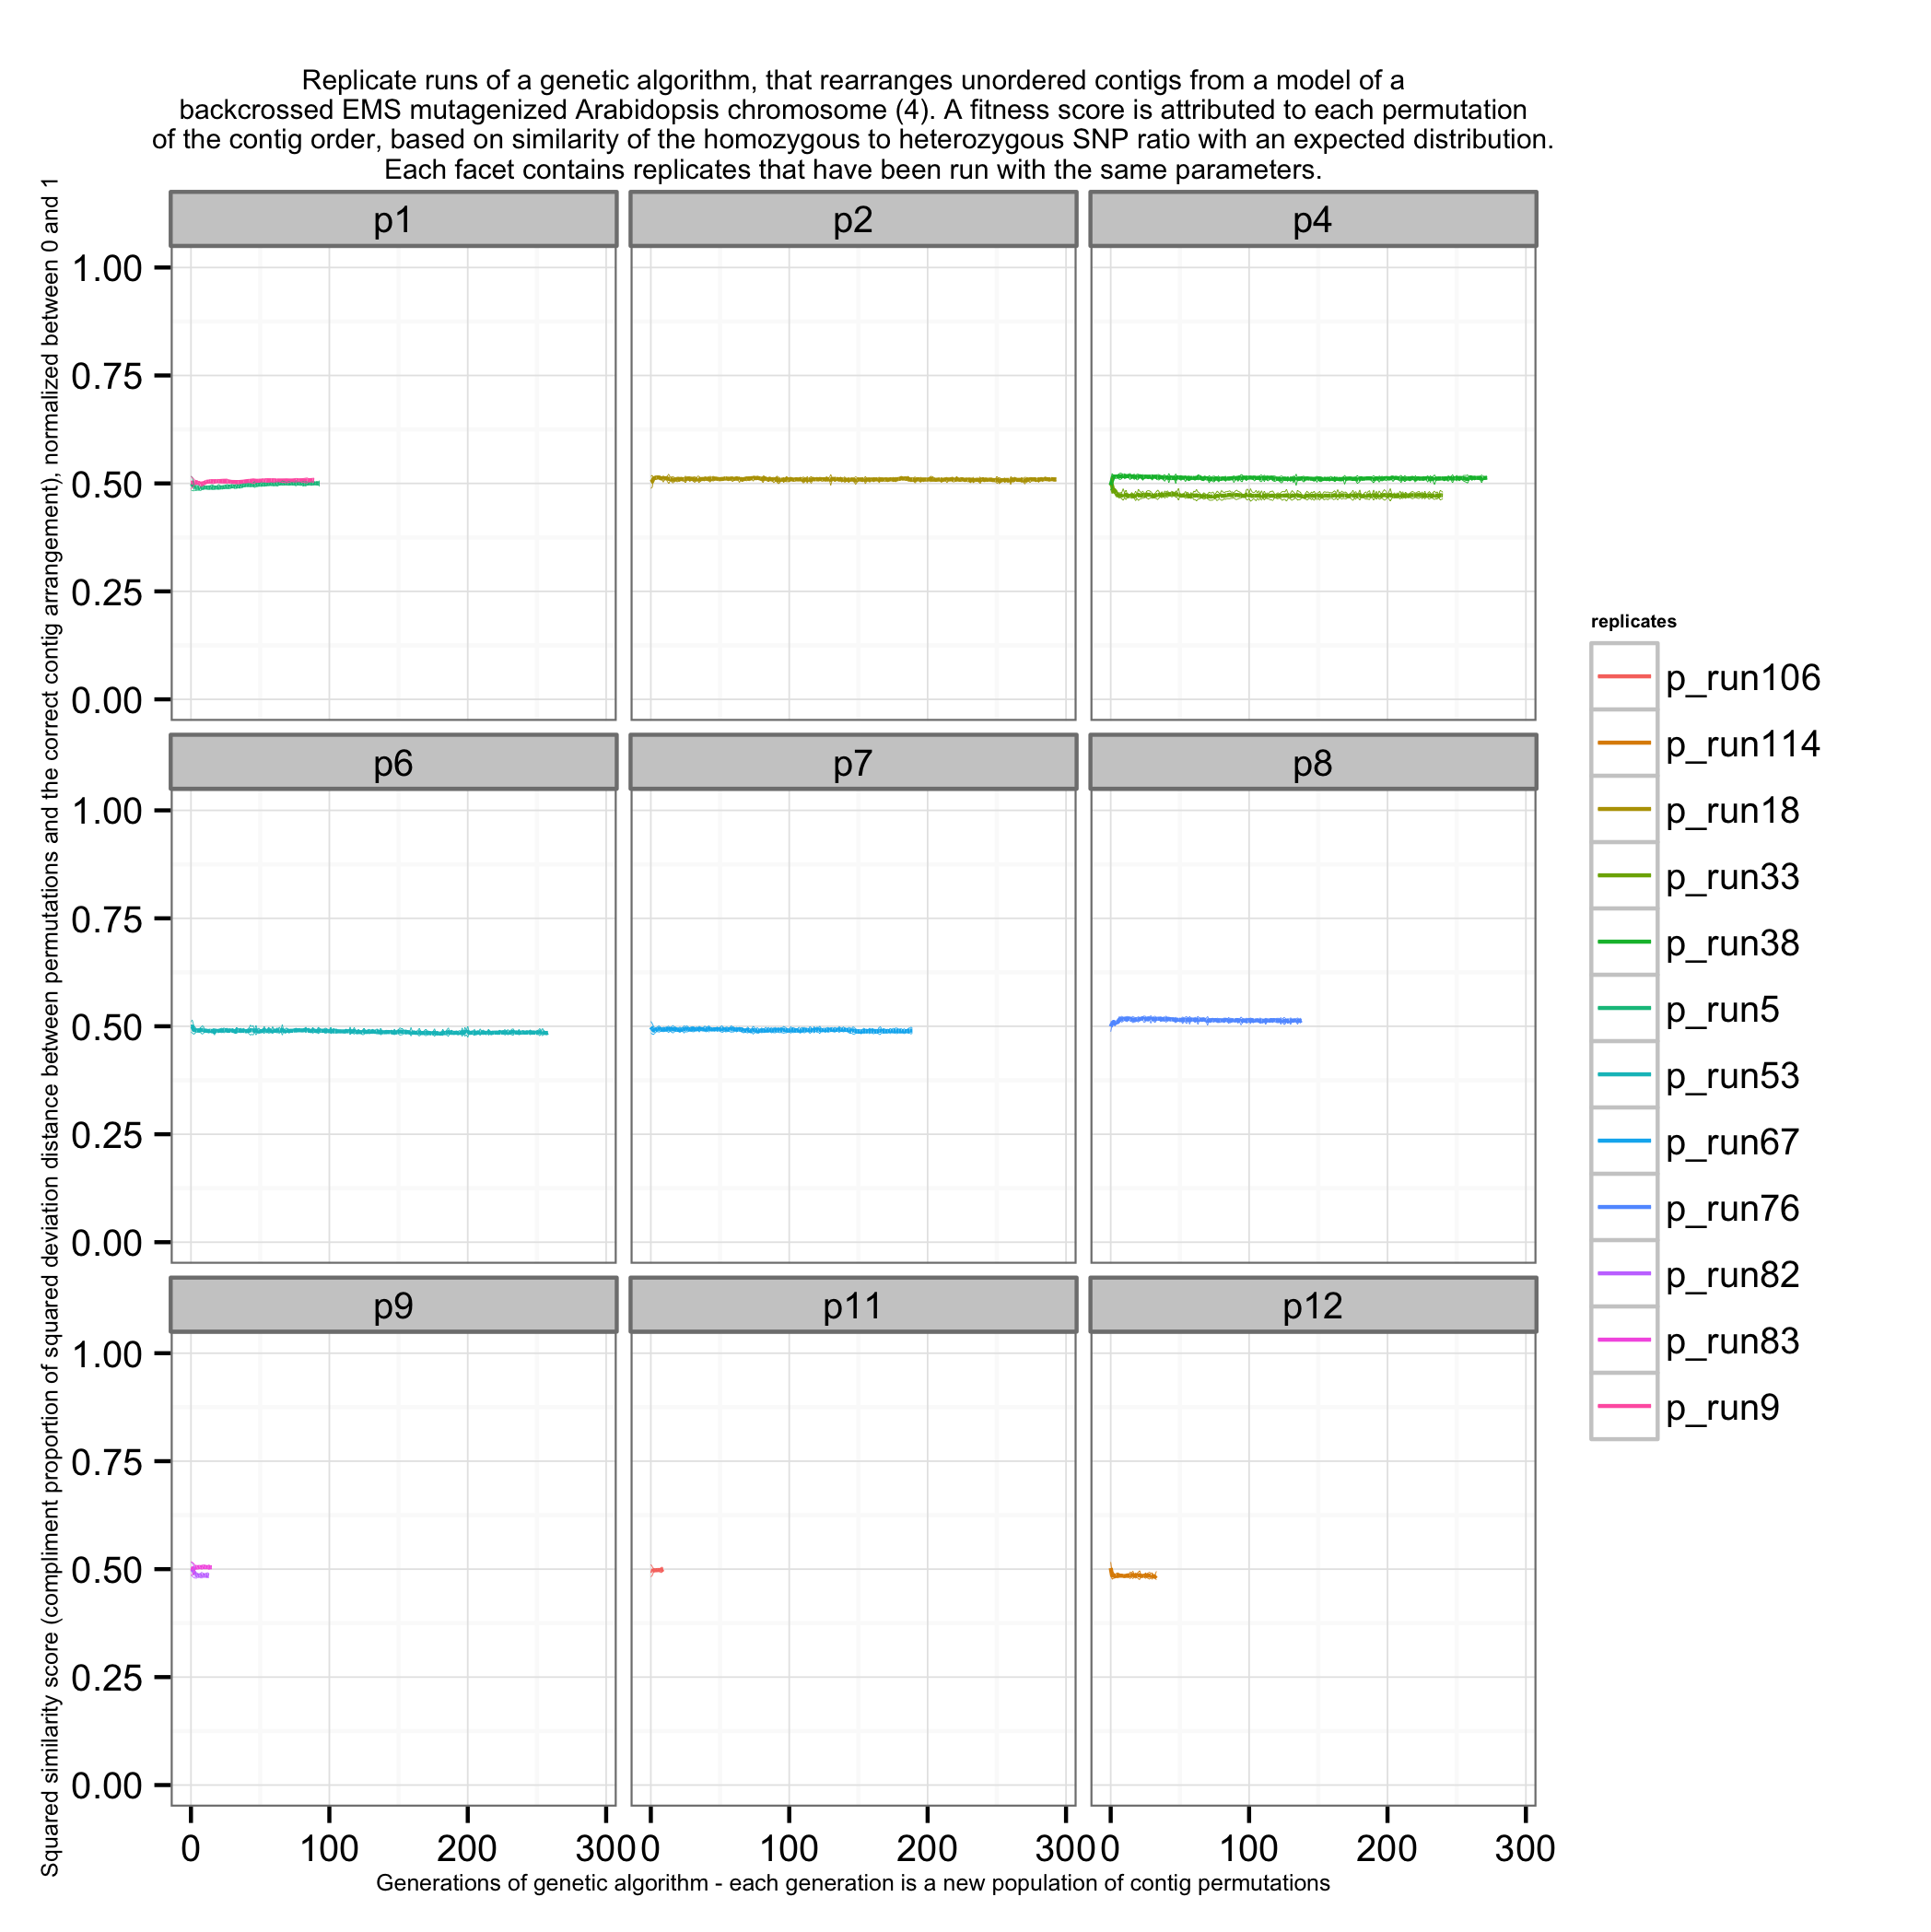 Replicate runs of a genetic algorithm, that rearranges unordered contigs from a model of a
backcrossed EMS mutagenized Arabidopsis chromosome (4). A fitness score is attributed to each permutation
of the contig order, based on similarity of the homozygous to heterozygous SNP ratio with an expected distribution.
Each facet contains replicates that have been run with the same parameters.
Squared similarity score (compliment proportion of squared deviation distance between permutations and the correct contig arrangement), normalized between 0 and 1
p1
p2
p4
1.00
0.75
0.50
0.25
0.00
p6
p7
p8
1.00
0.75
0.50
0.25
0.00
p9
p11
p12
1.00
0.75
0.50
0.25
0.00
0 100 200 300 0 100 200 300 0 100 200 300
Generations of genetic algorithm - each generation is a new population of contig permutations
replicates
p_run106
p_run114
p_run18
p_run33
p_run38
p_run5
p_run53
p_run67
p_run76
p_run82
p_run83
p_run9